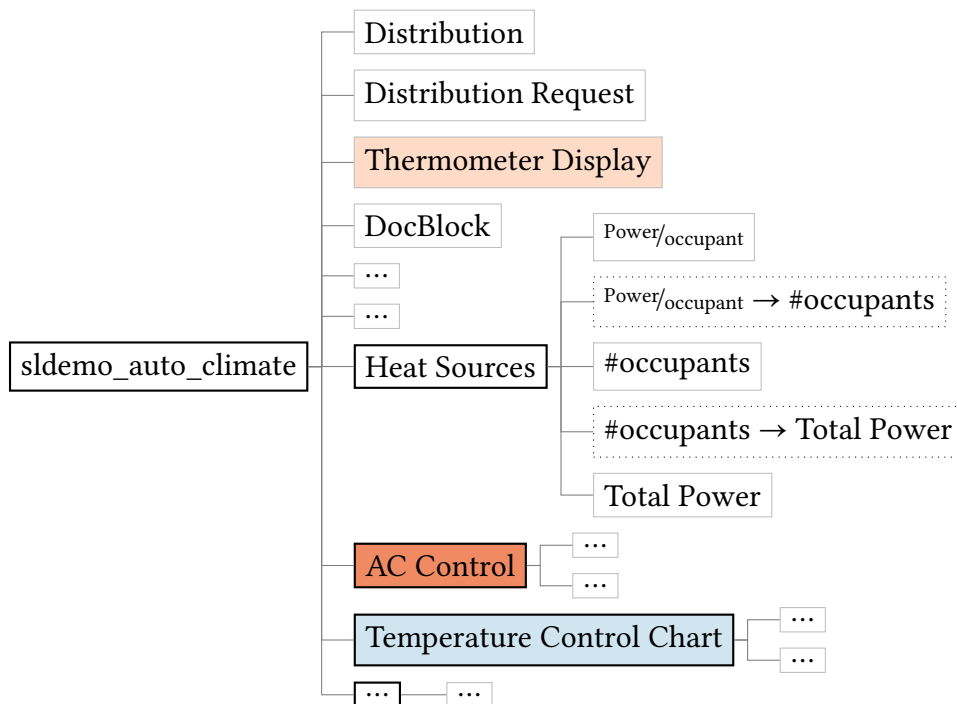 Distribution
Distribution Request
Thermometer Display
DocBlock
...
...
sldemo_auto_climate
Heat Sources
Power/occupant
Power/occupant → #occupants
#occupants
#occupants → Total Power
Total Power
AC Control
...
...
Temperature Control Chart
...
...
...
...